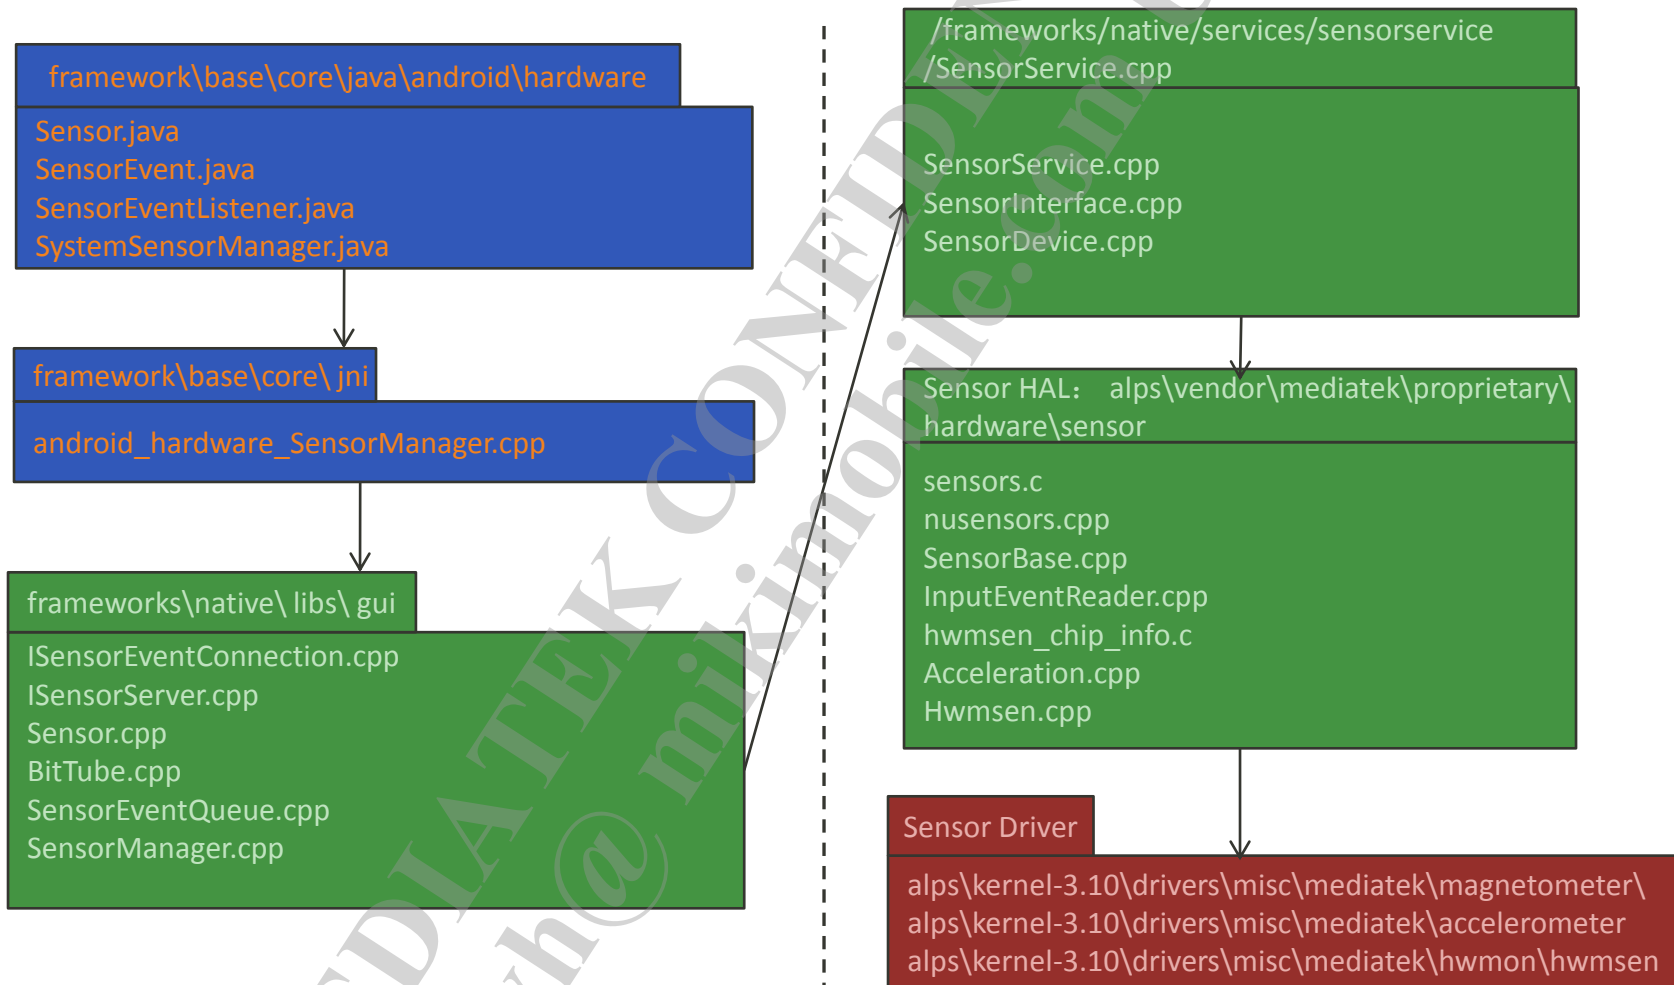 framework\base\core\java\android\hardware
Sensor.java
SensorEvent.java
SensorEventListener.java
SystemSensorManager.java
framework\base\core\ jni
android_hardware_SensorManager.cpp
frameworks\native\ libs\ gui
ISensorEventConnection.cpp
ISensorServer.cpp
Sensor.cpp
BitTube.cpp
SensorEventQueue.cpp
SensorManager.cpp
/frameworks/native/services/sensorservice
/SensorService.cpp
SensorService.cpp
SensorInterface.cpp
SensorDevice.cpp
Sensor HAL： alps\vendor\mediatek\proprietary\
hardware\sensor
sensors.c
nusensors.cpp
SensorBase.cpp
InputEventReader.cpp
hwmsen_chip_info.c
Acceleration.cpp
Hwmsen.cpp
Sensor Driver
alps\kernel-3.10\drivers\misc\mediatek\magnetometer\
alps\kernel-3.10\drivers\misc\mediatek\accelerometer
alps\kernel-3.10\drivers\misc\mediatek\hwmon\hwmsen